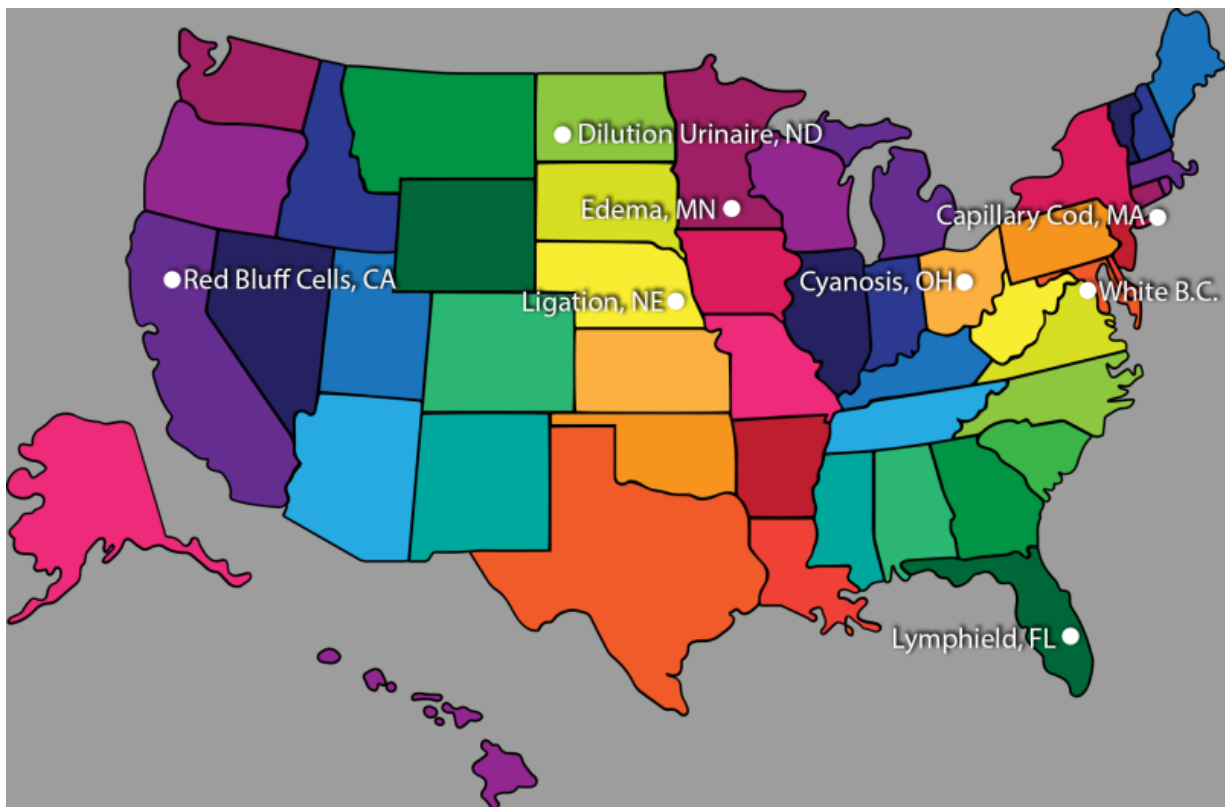 Dilution Urinaire, ND
Edema, MN
Capillary Cod, MA
Red Bluff Cells, CA
Cyanosis, OH
White B.C.
Ligation, NE
Lymphield, FL